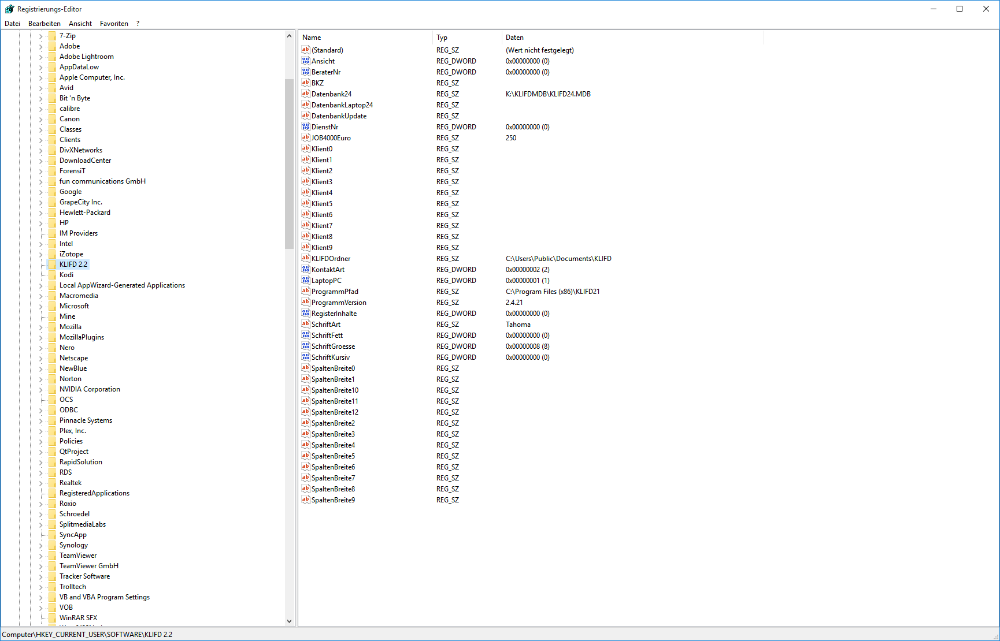 Registrierungs-Editor
Datei Bearbeiten Ansicht Favoriten ?
7-Zip
Adobe
Adobe Lightroom
AppDataLow
Apple Computer, Inc.
Avid
Bit 'n Byte
calibre
Canon
Classes
Clients
DivXNetworks
DownloadCenter
ForensiT
fun communications GmbH
Google
GrapeCity Inc.
Hewlett-Packard
HP
IM Providers
Intel
iZotope
KLIFD 2.2
Kodi
Local AppWizard-Generated Applications
Macromedia
Microsoft
Mine
Mozilla
MozillaPlugins
Nero
Netscape
NewBlue
Norton
NVIDIA Corporation
OCS
ODBC
Pinnacle Systems
Plex, Inc.
Policies
QtProject
RapidSolution
RDS
Realtek
RegisteredApplications
Roxio
Schroedel
SplitmediaLabs
SyncApp
Synology
TeamViewer
TeamViewer GmbH
Tracker Software
Trolltech
VB and VBA Program Settings
VOB
WinRAR SFX
Name Typ Daten
(Standard) REG_SZ (Wert nicht festgelegt)
Ansicht REG_DWORD 0x00000000 (0)
BeraterNr REG_DWORD 0x00000000 (0)
BKZ REG_SZ
Datenbank24 REG_SZ K:\KLIFDMDB\KLIFD24.MDB
DatenbankLaptop24 REG_SZ
DatenbankUpdate REG_SZ
DienstNr REG_DWORD 0x00000000 (0)
JOB4000Euro REG_SZ 250
Klient0 REG_SZ
Klient1 REG_SZ
Klient2 REG_SZ
Klient3 REG_SZ
Klient4 REG_SZ
Klient5 REG_SZ
Klient6 REG_SZ
Klient7 REG_SZ
Klient8 REG_SZ
Klient9 REG_SZ
KLIFDOrdner REG_SZ C:\Users\Public\Documents\KLIFD
KontaktArt REG_DWORD 0x00000002 (2)
LaptopPC REG_DWORD 0x00000001 (1)
ProgrammPfad REG_SZ C:\Program Files (x86)\KLIFD21
ProgrammVersion REG_SZ 2.4.21
RegisterInhalte REG_DWORD 0x00000000 (0)
SchriftArt REG_SZ Tahoma
SchriftFett REG_DWORD 0x00000000 (0)
SchriftGroesse REG_DWORD 0x00000008 (8)
SchriftKursiv REG_DWORD 0x00000000 (0)
SpaltenBreite0 REG_SZ
SpaltenBreite1 REG_SZ
SpaltenBreite10 REG_SZ
SpaltenBreite11 REG_SZ
SpaltenBreite12 REG_SZ
SpaltenBreite2 REG_SZ
SpaltenBreite3 REG_SZ
SpaltenBreite4 REG_SZ
SpaltenBreite5 REG_SZ
SpaltenBreite6 REG_SZ
SpaltenBreite7 REG_SZ
SpaltenBreite8 REG_SZ
SpaltenBreite9 REG_SZ
Computer\HKEY_CURRENT_USER\SOFTWARE\KLIFD 2.2